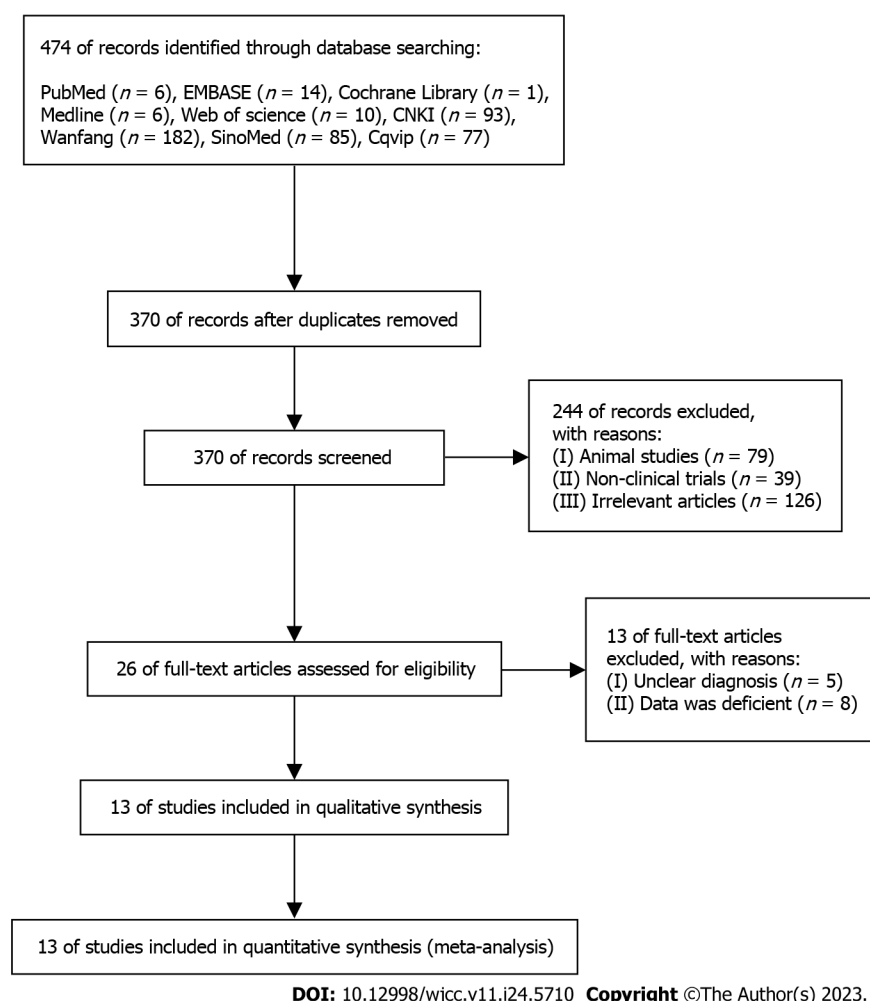 474 of records identified through database searching:
PubMed (n = 6), EMBASE (n = 14), Cochrane Library (n = 1),
Medline (n = 6), Web of science (n = 10), CNKI (n = 93),
Wanfang (n = 182), SinoMed (n = 85), Cqvip (n = 77)
370 of records after duplicates removed
370 of records screened
244 of records excluded,
with reasons:
(I) Animal studies (n = 79)
(II) Non-clinical trials (n = 39)
(III) Irrelevant articles (n = 126)
26 of full-text articles assessed for eligibility
13 of full-text articles
excluded, with reasons:
(I) Unclear diagnosis (n = 5)
(II) Data was deficient (n = 8)
13 of studies included in qualitative synthesis
13 of studies included in quantitative synthesis (meta-analysis)
DOI: 10.12998/wjcc.v11.i24.5710 Copyright ©The Author(s) 2023.